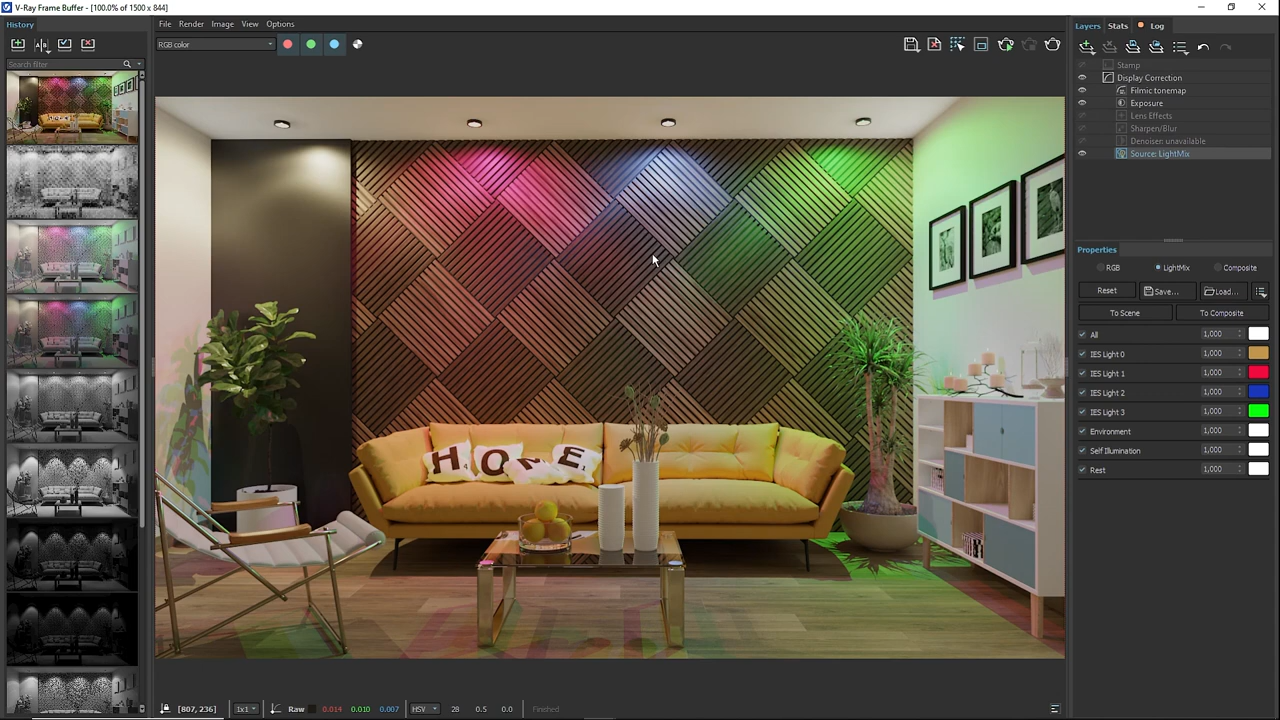 V-Ray Frame Buffer - [100.0% of 1500 x 844]
History
File Render Image View Options
Layers Stats Log
RGB color
Search filter
Stamp
Display Correction
Filmic tonemap
Exposure
Lens Effects
Sharpen/Blur
Denoiser: unavailable
Source: LightMix
Properties
RGB LightMix Composite
Reset Save... Load...
To Scene To Composite
All 1,000
IES Light 0 1,000
IES Light 1 1,000
IES Light 2 1,000
IES Light 3 1,000
Environment 1,000
Self Illumination 1,000
Rest 1,000
HOME
[807, 236] 1x1 Raw 0.014 0.010 0.007 HSV 28 0.5 0.0 Finished